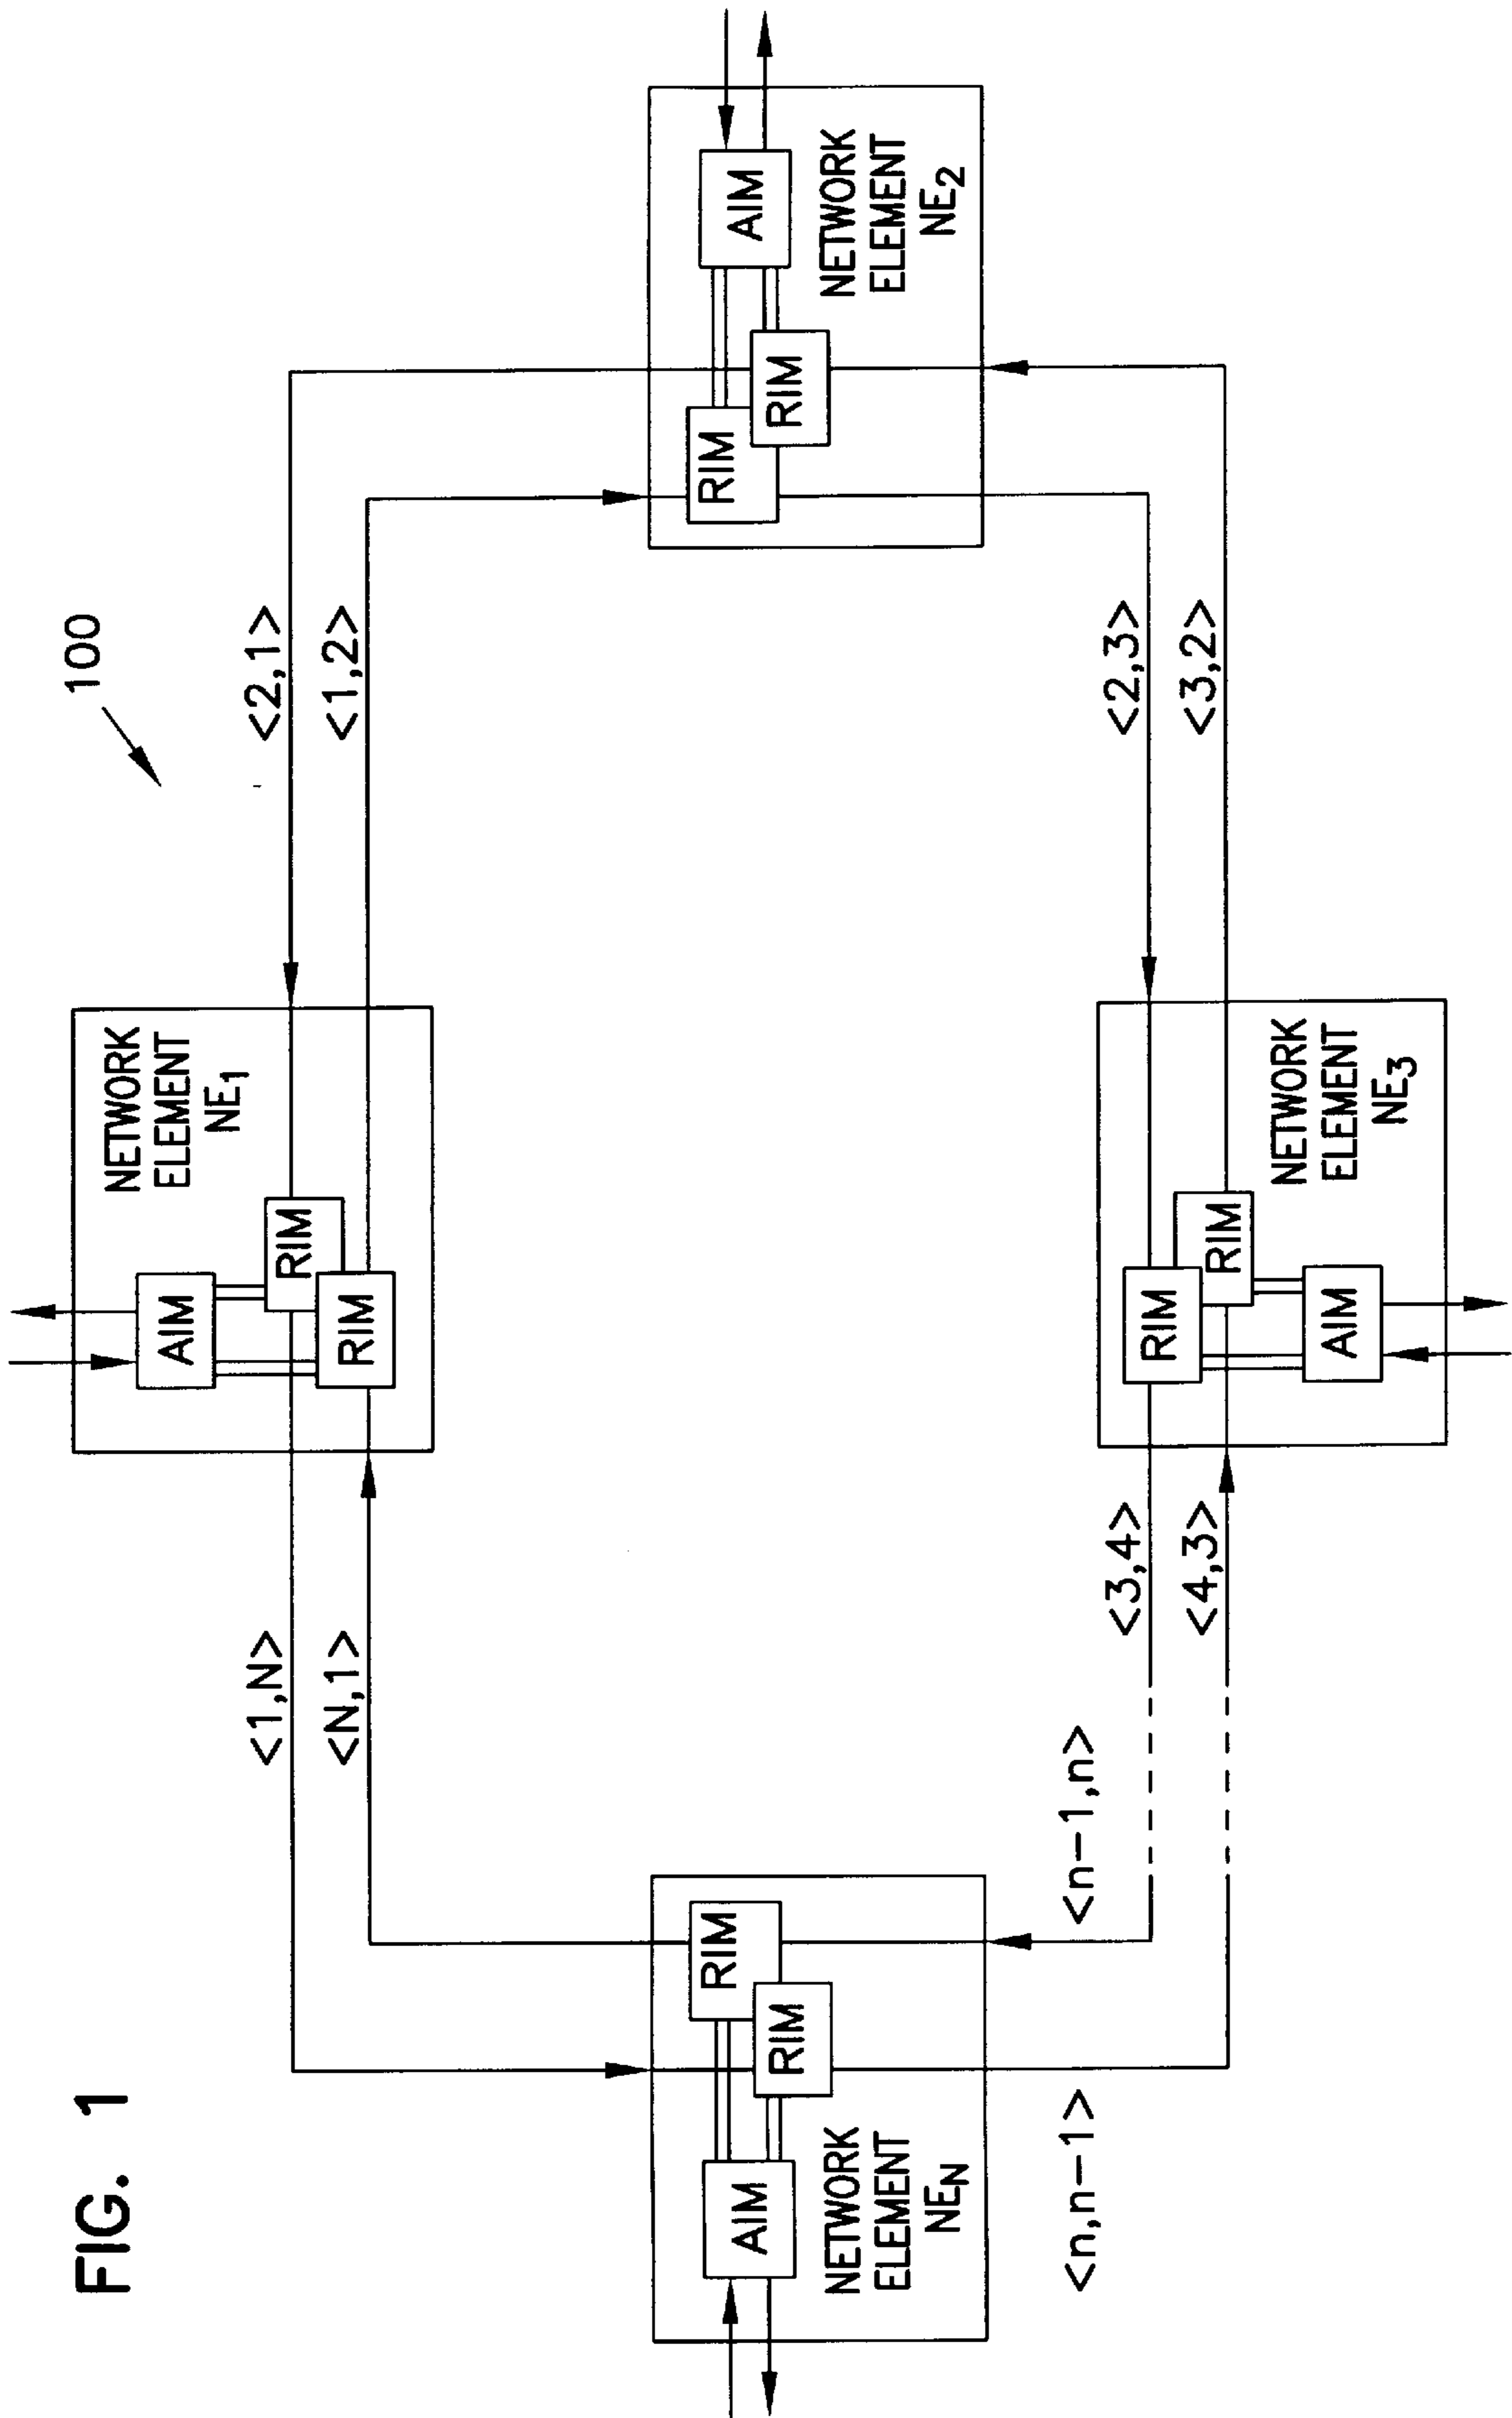 FIG. 1
100
<1,N>
<2,1>
<N,1>
<1,2>
NETWORK
ELEMENT
NE1
AIM
RIM
RIM
RIM
RIM
AIM
NETWORK
ELEMENT
NEN
RIM
RIM
AIM
NETWORK
ELEMENT
NE2
<n,n-1>
<n-1,n>
<3,4>
<2,3>
<4,3>
<3,2>
RIM
RIM
AIM
NETWORK
ELEMENT
NE3